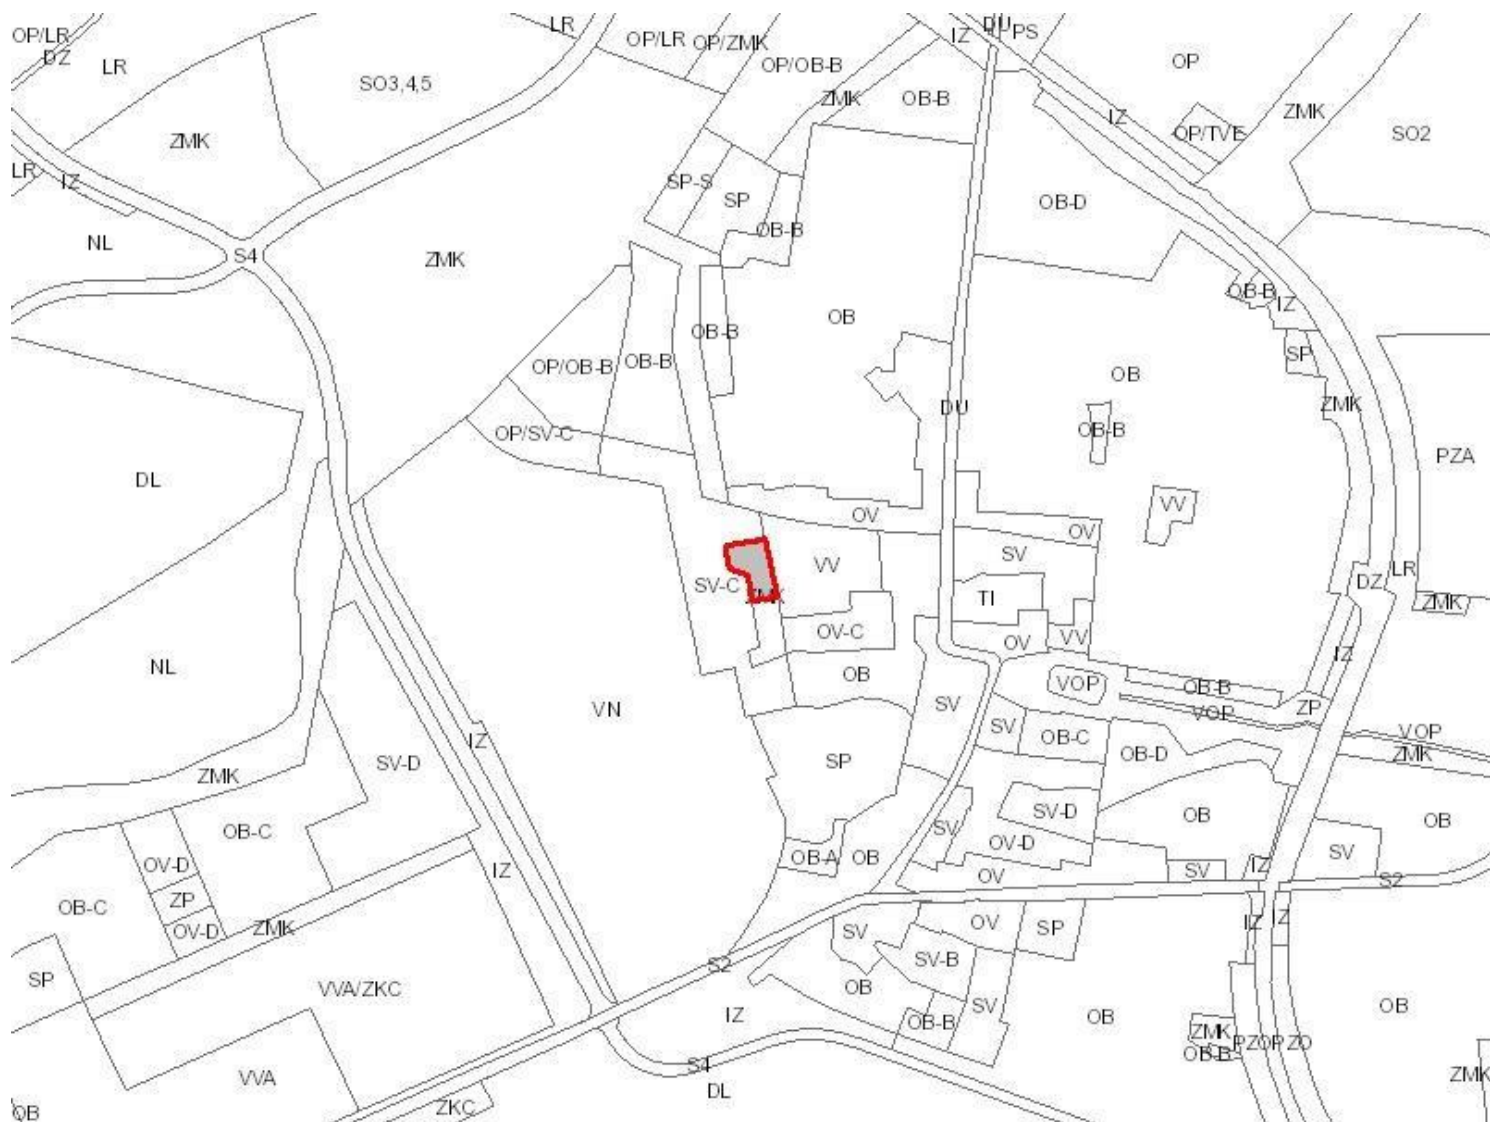 OP/LR
DZ
LR
LR
OP/LR
OP/ZMK
IZ
DU
PS
OP
SO3,4,5
OP/OB-B
ZMK
OB-B
IZ
ZMK
OP/TVE
SO2
ZMK
LR
IZ
SP-S
SP
OB-B
OB-D
NL
S4
ZMK
OB-B
IZ
OB
OB-B
SP
OP/OB-B
OB-B
OB
ZMK
DU
OB-B
OP/SV-C
PZA
DL
VV
OV
OV
SV
VV
SV-C
ZMK
TI
DZ
LR
ZMK
OV-C
OV
VV
IZ
NL
OB
VOP
OB-B
VN
SV
SV
VOP
ZP
VOP
IZ
OB-C
OB-D
ZMK
ZMK
SV-D
SP
SV-D
OB
OB
OB-C
SV
OV-D
SV
OV-D
OB-A
OB
IZ
IZ
OV
SV
S2
ZP
OB-C
OV-D
ZMK
SV
OV
SP
IZ
IZ
SP
S2
SV-B
VVA/ZKC
OB
SV
OB
OB
IZ
OB-B
ZMK
PZO
PZO
OB-B
S4
VVA
DL
ZMK
ZKC
OB